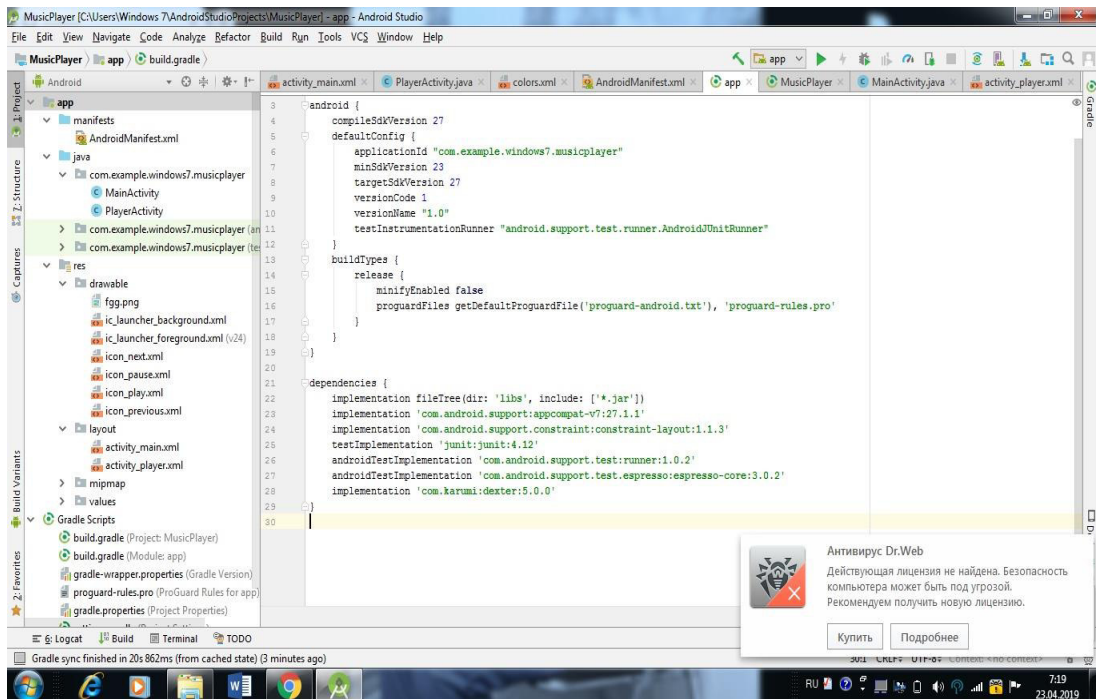 MusicPlayer [C:\Users\Windows 7\AndroidStudioProjects\MusicPlayer] - app - Android Studio
File Edit View Navigate Code Analyze Refactor Build Run Tools VCS Window Help
MusicPlayer app build.gradle
app
Android
activity_main.xml PlayerActivity.java colors.xml AndroidManifest.xml app MusicPlayer MainActivity.java activity_player.xml
1: Project
Z: Structure
Captures
Build Variants
2: Favorites
Gradle
app
manifests
AndroidManifest.xml
java
com.example.windows7.musicplayer
MainActivity
PlayerActivity
com.example.windows7.musicplayer (an
com.example.windows7.musicplayer (te
res
drawable
fgg.png
ic_launcher_background.xml
ic_launcher_foreground.xml (v24)
icon_next.xml
icon_pause.xml
icon_play.xml
icon_previous.xml
layout
activity_main.xml
activity_player.xml
mipmap
values
Gradle Scripts
build.gradle (Project: MusicPlayer)
build.gradle (Module: app)
gradle-wrapper.properties (Gradle Version)
proguard-rules.pro (ProGuard Rules for app)
gradle.properties (Project Properties)
3 android {
4 compileSdkVersion 27
5 defaultConfig {
6 applicationId "com.example.windows7.musicplayer"
7 minSdkVersion 23
8 targetSdkVersion 27
9 versionCode 1
10 versionName "1.0"
11 testInstrumentationRunner "android.support.test.runner.AndroidJUnitRunner"
12 }
13 buildTypes {
14 release {
15 minifyEnabled false
16 proguardFiles getDefaultProguardFile('proguard-android.txt'), 'proguard-rules.pro'
17 }
18 }
19 }
20
21 dependencies {
22 implementation fileTree(dir: 'libs', include: ['*.jar'])
23 implementation 'com.android.support:appcompat-v7:27.1.1'
24 implementation 'com.android.support.constraint:constraint-layout:1.1.3'
25 testImplementation 'junit:junit:4.12'
26 androidTestImplementation 'com.android.support.test:runner:1.0.2'
27 androidTestImplementation 'com.android.support.test.espresso:espresso-core:3.0.2'
28 implementation 'com.karumi:dexter:5.0.0'
29 }
30
Антивирус Dr.Web
Действующая лицензия не найдена. Безопасность
компьютера может быть под угрозой.
Рекомендуем получить новую лицензию.
Купить Подробнее
6: Logcat Build Terminal TODO
Gradle sync finished in 20s 862ms (from cached state) (3 minutes ago)
30:1 CRLF÷ UTF-8÷ Context: <no context>
RU
7:19
23.04.2019